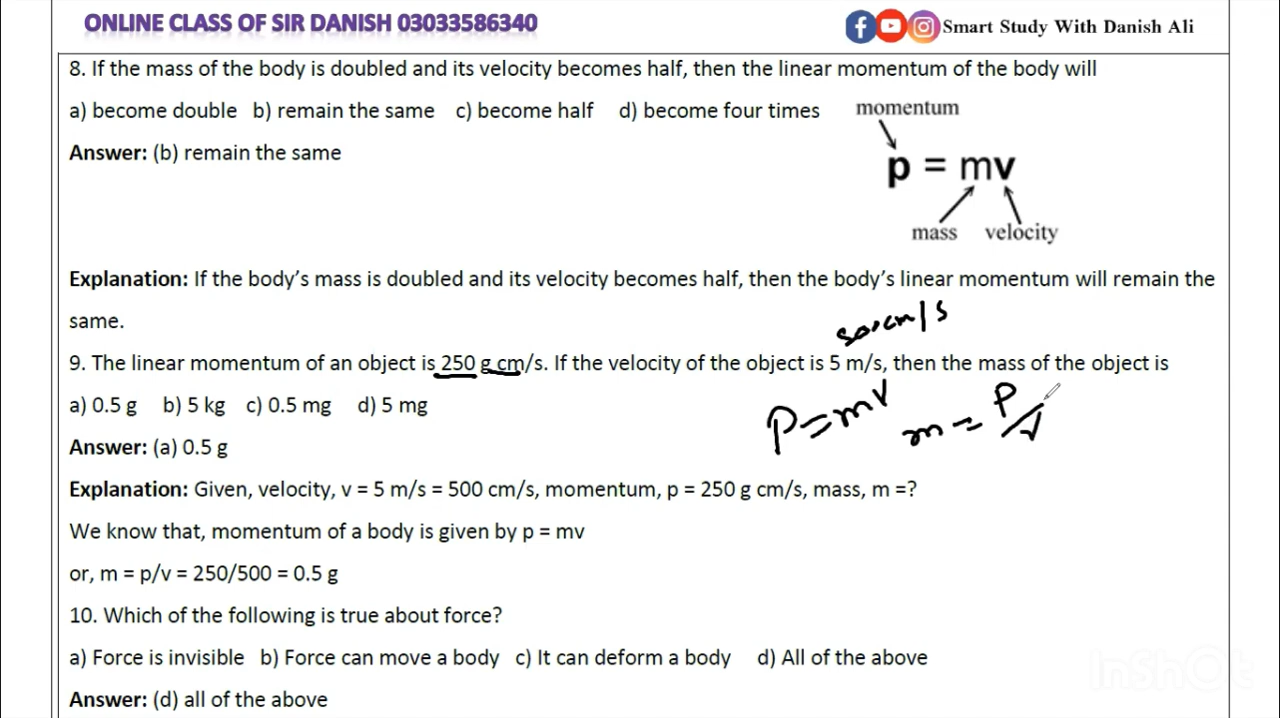 ONLINE CLASS OF SIR DANISH 03033586340
Smart Study With Danish Ali
8. If the mass of the body is doubled and its velocity becomes half, then the linear momentum of the body will
a) become double b) remain the same c) become half d) become four times
momentum
Answer: (b) remain the same
p = mv
mass velocity
Explanation: If the body’s mass is doubled and its velocity becomes half, then the body’s linear momentum will remain the
same.
500cm/s
9. The linear momentum of an object is 250 g cm/s. If the velocity of the object is 5 m/s, then the mass of the object is
a) 0.5 g b) 5 kg c) 0.5 mg d) 5 mg
P=mv m=P/v
Answer: (a) 0.5 g
Explanation: Given, velocity, v = 5 m/s = 500 cm/s, momentum, p = 250 g cm/s, mass, m =?
We know that, momentum of a body is given by p = mv
or, m = p/v = 250/500 = 0.5 g
10. Which of the following is true about force?
a) Force is invisible b) Force can move a body c) It can deform a body d) All of the above
InShOt
Answer: (d) all of the above